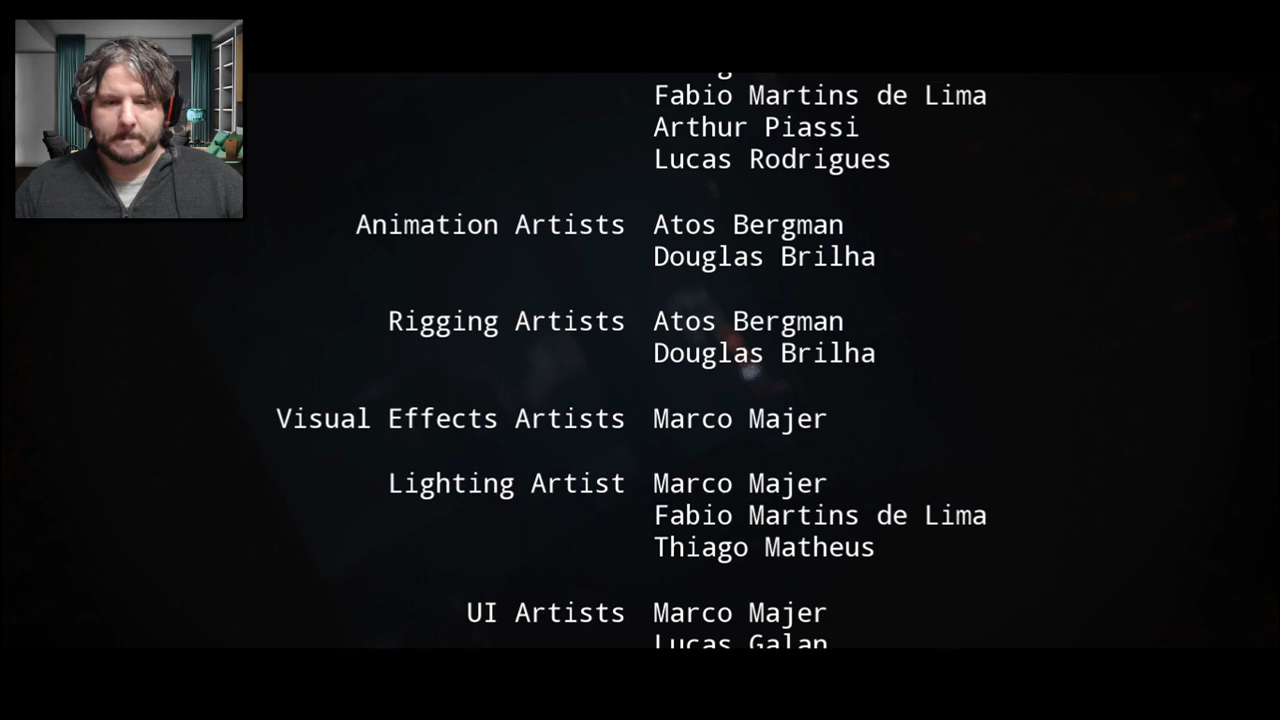 Fabio Martins de Lima
Arthur Piassi
Lucas Rodrigues
Animation Artists Atos Bergman
Douglas Brilha
Rigging Artists Atos Bergman
Douglas Brilha
Visual Effects Artists Marco Majer
Lighting Artist Marco Majer
Fabio Martins de Lima
Thiago Matheus
UI Artists Marco Majer
Lucas Galan